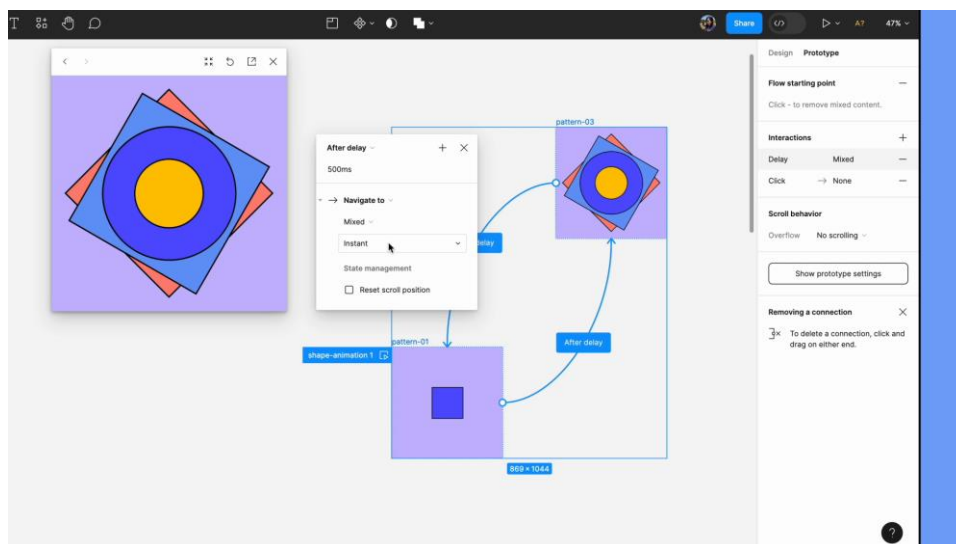 T
Share
A?
47%
Design Prototype
Flow starting point
Click - to remove mixed content.
Interactions
Delay Mixed
Click → None
Scroll behavior
Overflow No scrolling
Show prototype settings
Removing a connection
To delete a connection, click and
drag on either end.
pattern-03
After delay
500ms
→ Navigate to
Mixed
Instant
State management
Reset scroll position
elay
After delay
pattern-01
shape-animation 1
869 × 1044
?